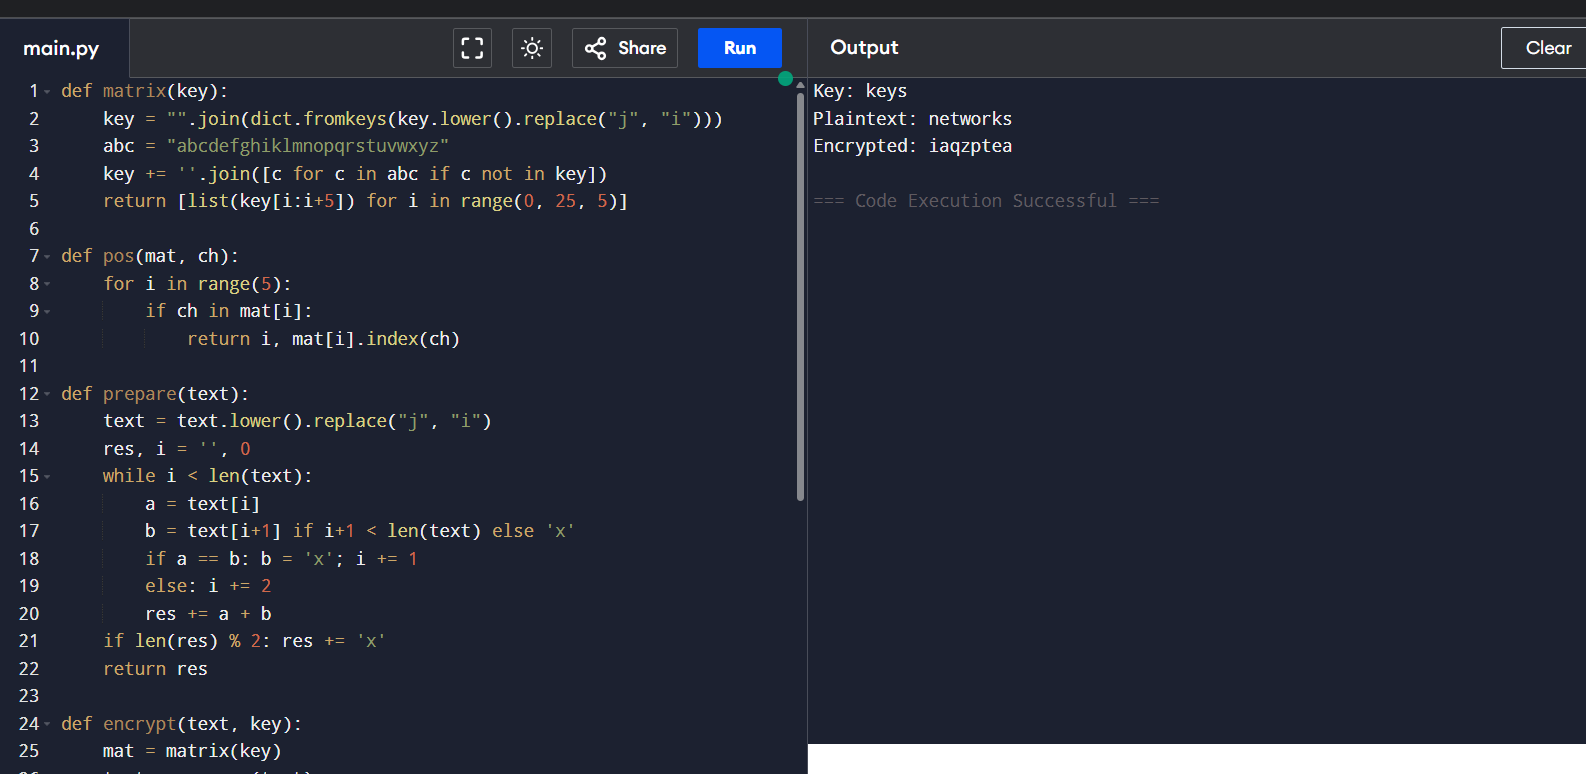 main.py
Share
Run
Output
Clear
1 def matrix(key):
2     key = "".join(dict.fromkeys(key.lower().replace("j", "i")))
3     abc = "abcdefghiklmnopqrstuvwxyz"
4     key += ''.join([c for c in abc if c not in key])
5     return [list(key[i:i+5]) for i in range(0, 25, 5)]
6
7 def pos(mat, ch):
8     for i in range(5):
9         if ch in mat[i]:
10             return i, mat[i].index(ch)
11
12 def prepare(text):
13     text = text.lower().replace("j", "i")
14     res, i = '', 0
15     while i < len(text):
16         a = text[i]
17         b = text[i+1] if i+1 < len(text) else 'x'
18         if a == b: b = 'x'; i += 1
19         else: i += 2
20         res += a + b
21     if len(res) % 2: res += 'x'
22     return res
23
24 def encrypt(text, key):
25     mat = matrix(key)
Key: keys
Plaintext: networks
Encrypted: iaqzptea
=== Code Execution Successful ===